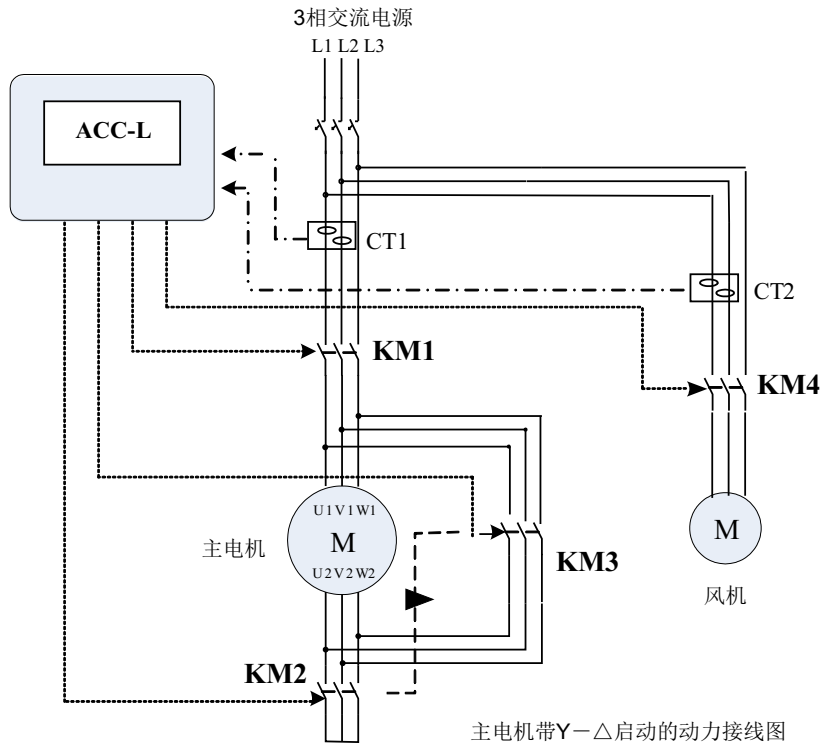 3相交流电源
L1 L2 L3
ACC-L
CT1
CT2
KM1
KM4
U1V1W1
主电机
M
U2V2W2
KM3
M
风机
KM2
主电机带Y－△启动的动力接线图